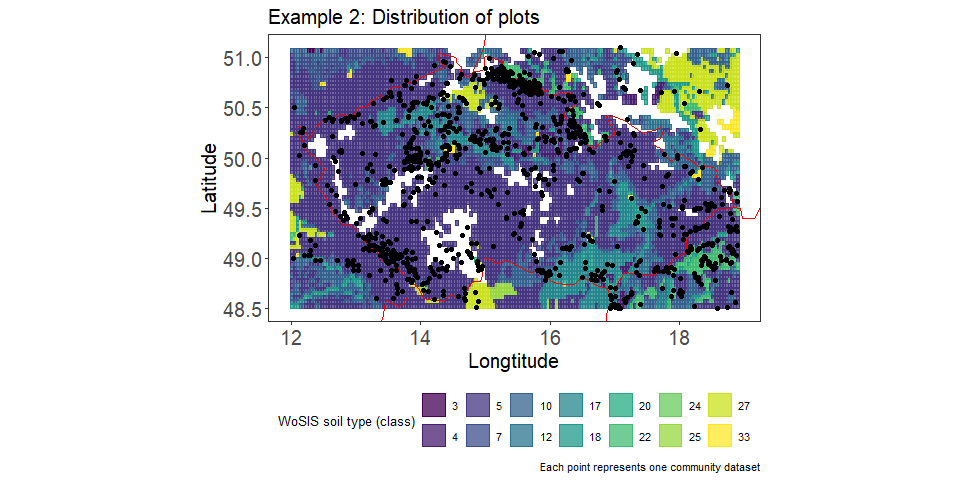 Example 2: Distribution of plots
51.0
50.5
50.0
49.5
49.0
48.5
Latitude
12 14 16 18
Longtitude
WoSIS soil type (class)
3 5 10 17 20 24 27
4 7 12 18 22 25 33
Each point represents one community dataset